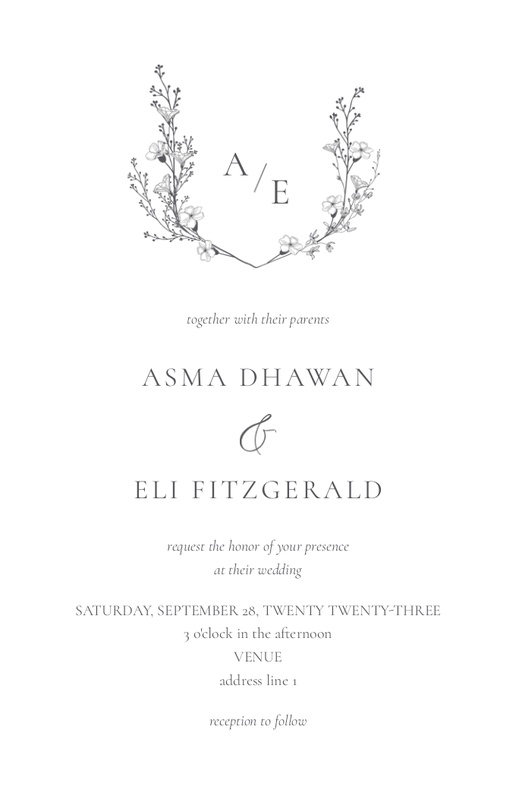 A/E
together with their parents
ASMA DHAWAN
&
ELI FITZGERALD
request the honor of your presence
at their wedding
SATURDAY, SEPTEMBER 28, TWENTY TWENTY-THREE
3 o'clock in the afternoon
VENUE
address line 1
reception to follow